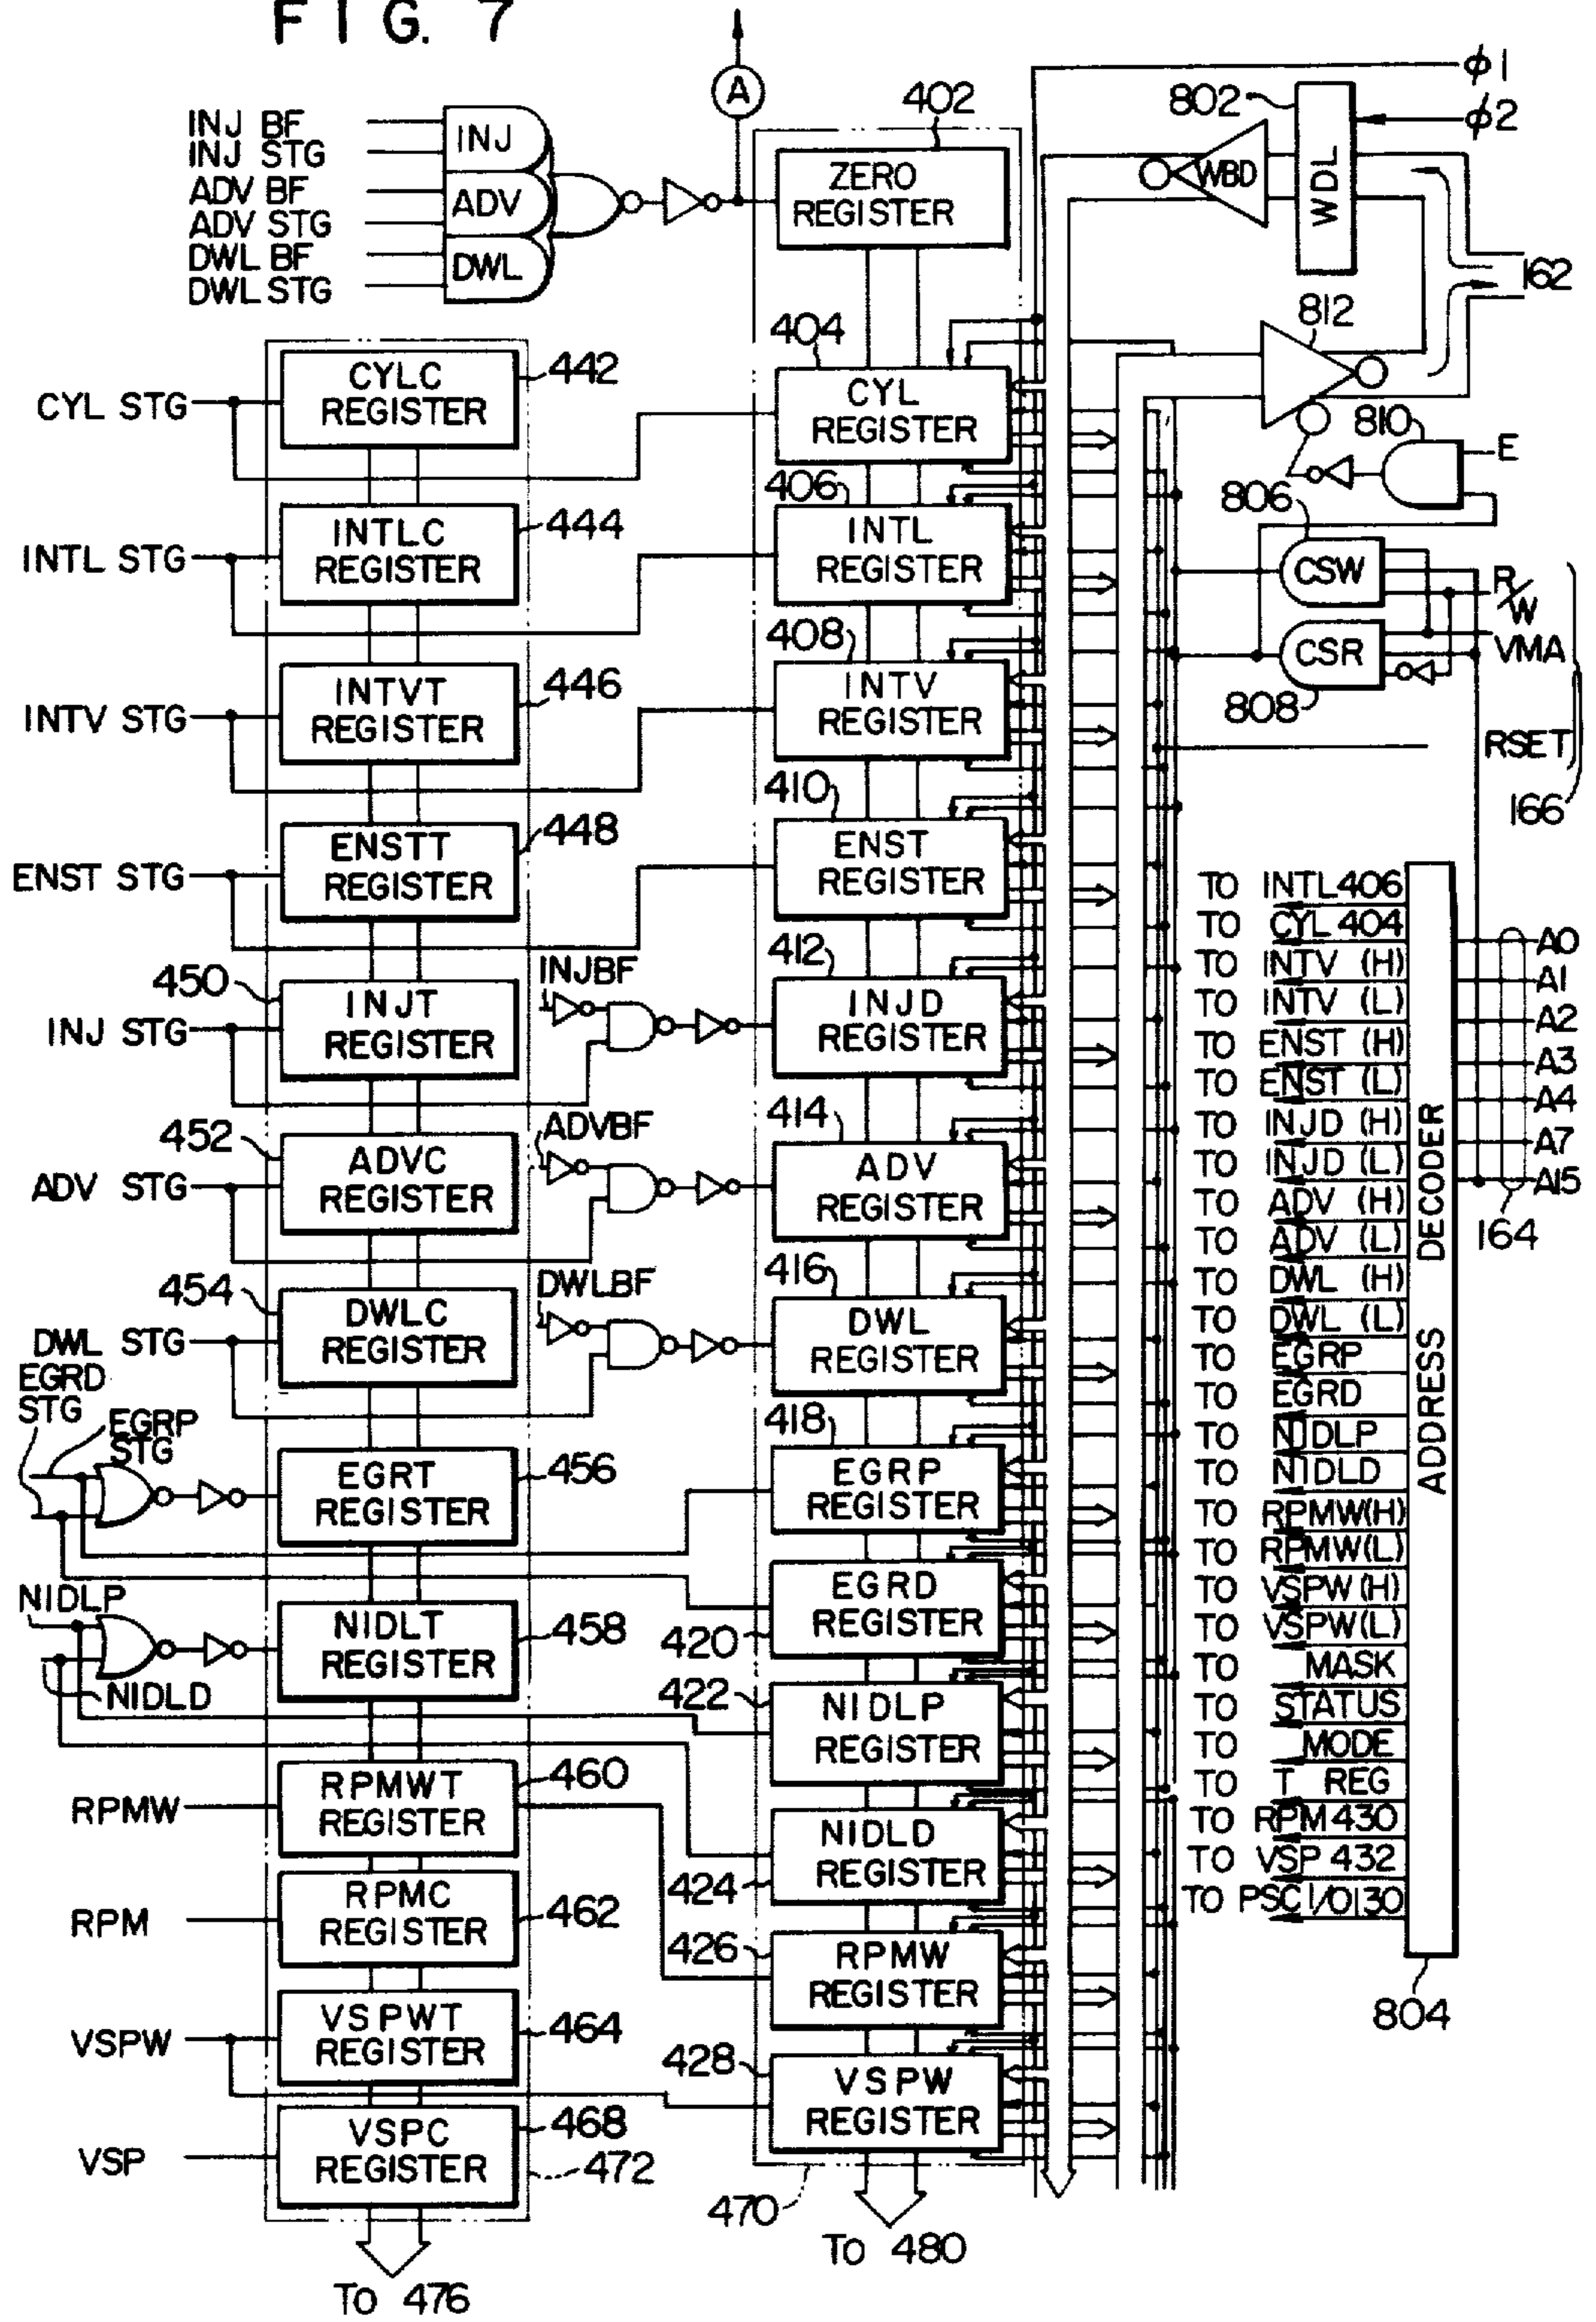 FIG. 7
INJ BF
INJ STG
ADV BF
ADV STG
DWL BF
DWL STG
INJ
ADV
DWL
A
402
ZERO
REGISTER
φ1
802
φ2
WBD
WDL
162
812
CYL STG
CYLC
REGISTER
442
404
CYL
REGISTER
810
E
INTL STG
INTLC
REGISTER
444
406
INTL
REGISTER
806
CSW
R/W
VMA
CSR
808
INTV STG
INTVT
REGISTER
446
408
INTV
REGISTER
RSET
166
ENST STG
ENSTT
REGISTER
448
410
ENST
REGISTER
INJ STG
450
INJT
REGISTER
INJBF
412
INJD
REGISTER
ADV STG
452
ADVC
REGISTER
ADVBF
414
ADV
REGISTER
DWL STG
454
DWLC
REGISTER
DWLBF
416
DWL
REGISTER
EGRD
STG
EGRP
STG
EGRT
REGISTER
456
418
EGRP
REGISTER
EGRD
REGISTER
420
NIDLP
NIDLD
NIDLT
REGISTER
458
422
NIDLP
REGISTER
RPMW
RPMWT
REGISTER
460
NIDLD
REGISTER
424
RPM
RPMC
REGISTER
462
426
RPMW
REGISTER
VSPW
VSPWT
REGISTER
464
428
VSPW
REGISTER
VSP
VSPC
REGISTER
468
472
470
TO 476
TO 480
TO INTL406
TO CYL 404
TO INTV (H)
TO INTV (L)
TO ENST (H)
TO ENST (L)
TO INJD (H)
TO INJD (L)
TO ADV (H)
TO ADV (L)
TO DWL (H)
TO DWL (L)
TO EGRP
TO EGRD
TO NIDLP
TO NIDLD
TO RPMW(H)
TO RPMW(L)
TO VSPW(H)
TO VSPW(L)
TO MASK
TO STATUS
TO MODE
TO T REG
TO RPM430
TO VSP 432
TO PSC I/O130
ADDRESS DECODER
804
A0
A1
A2
A3
A4
A7
A15
164